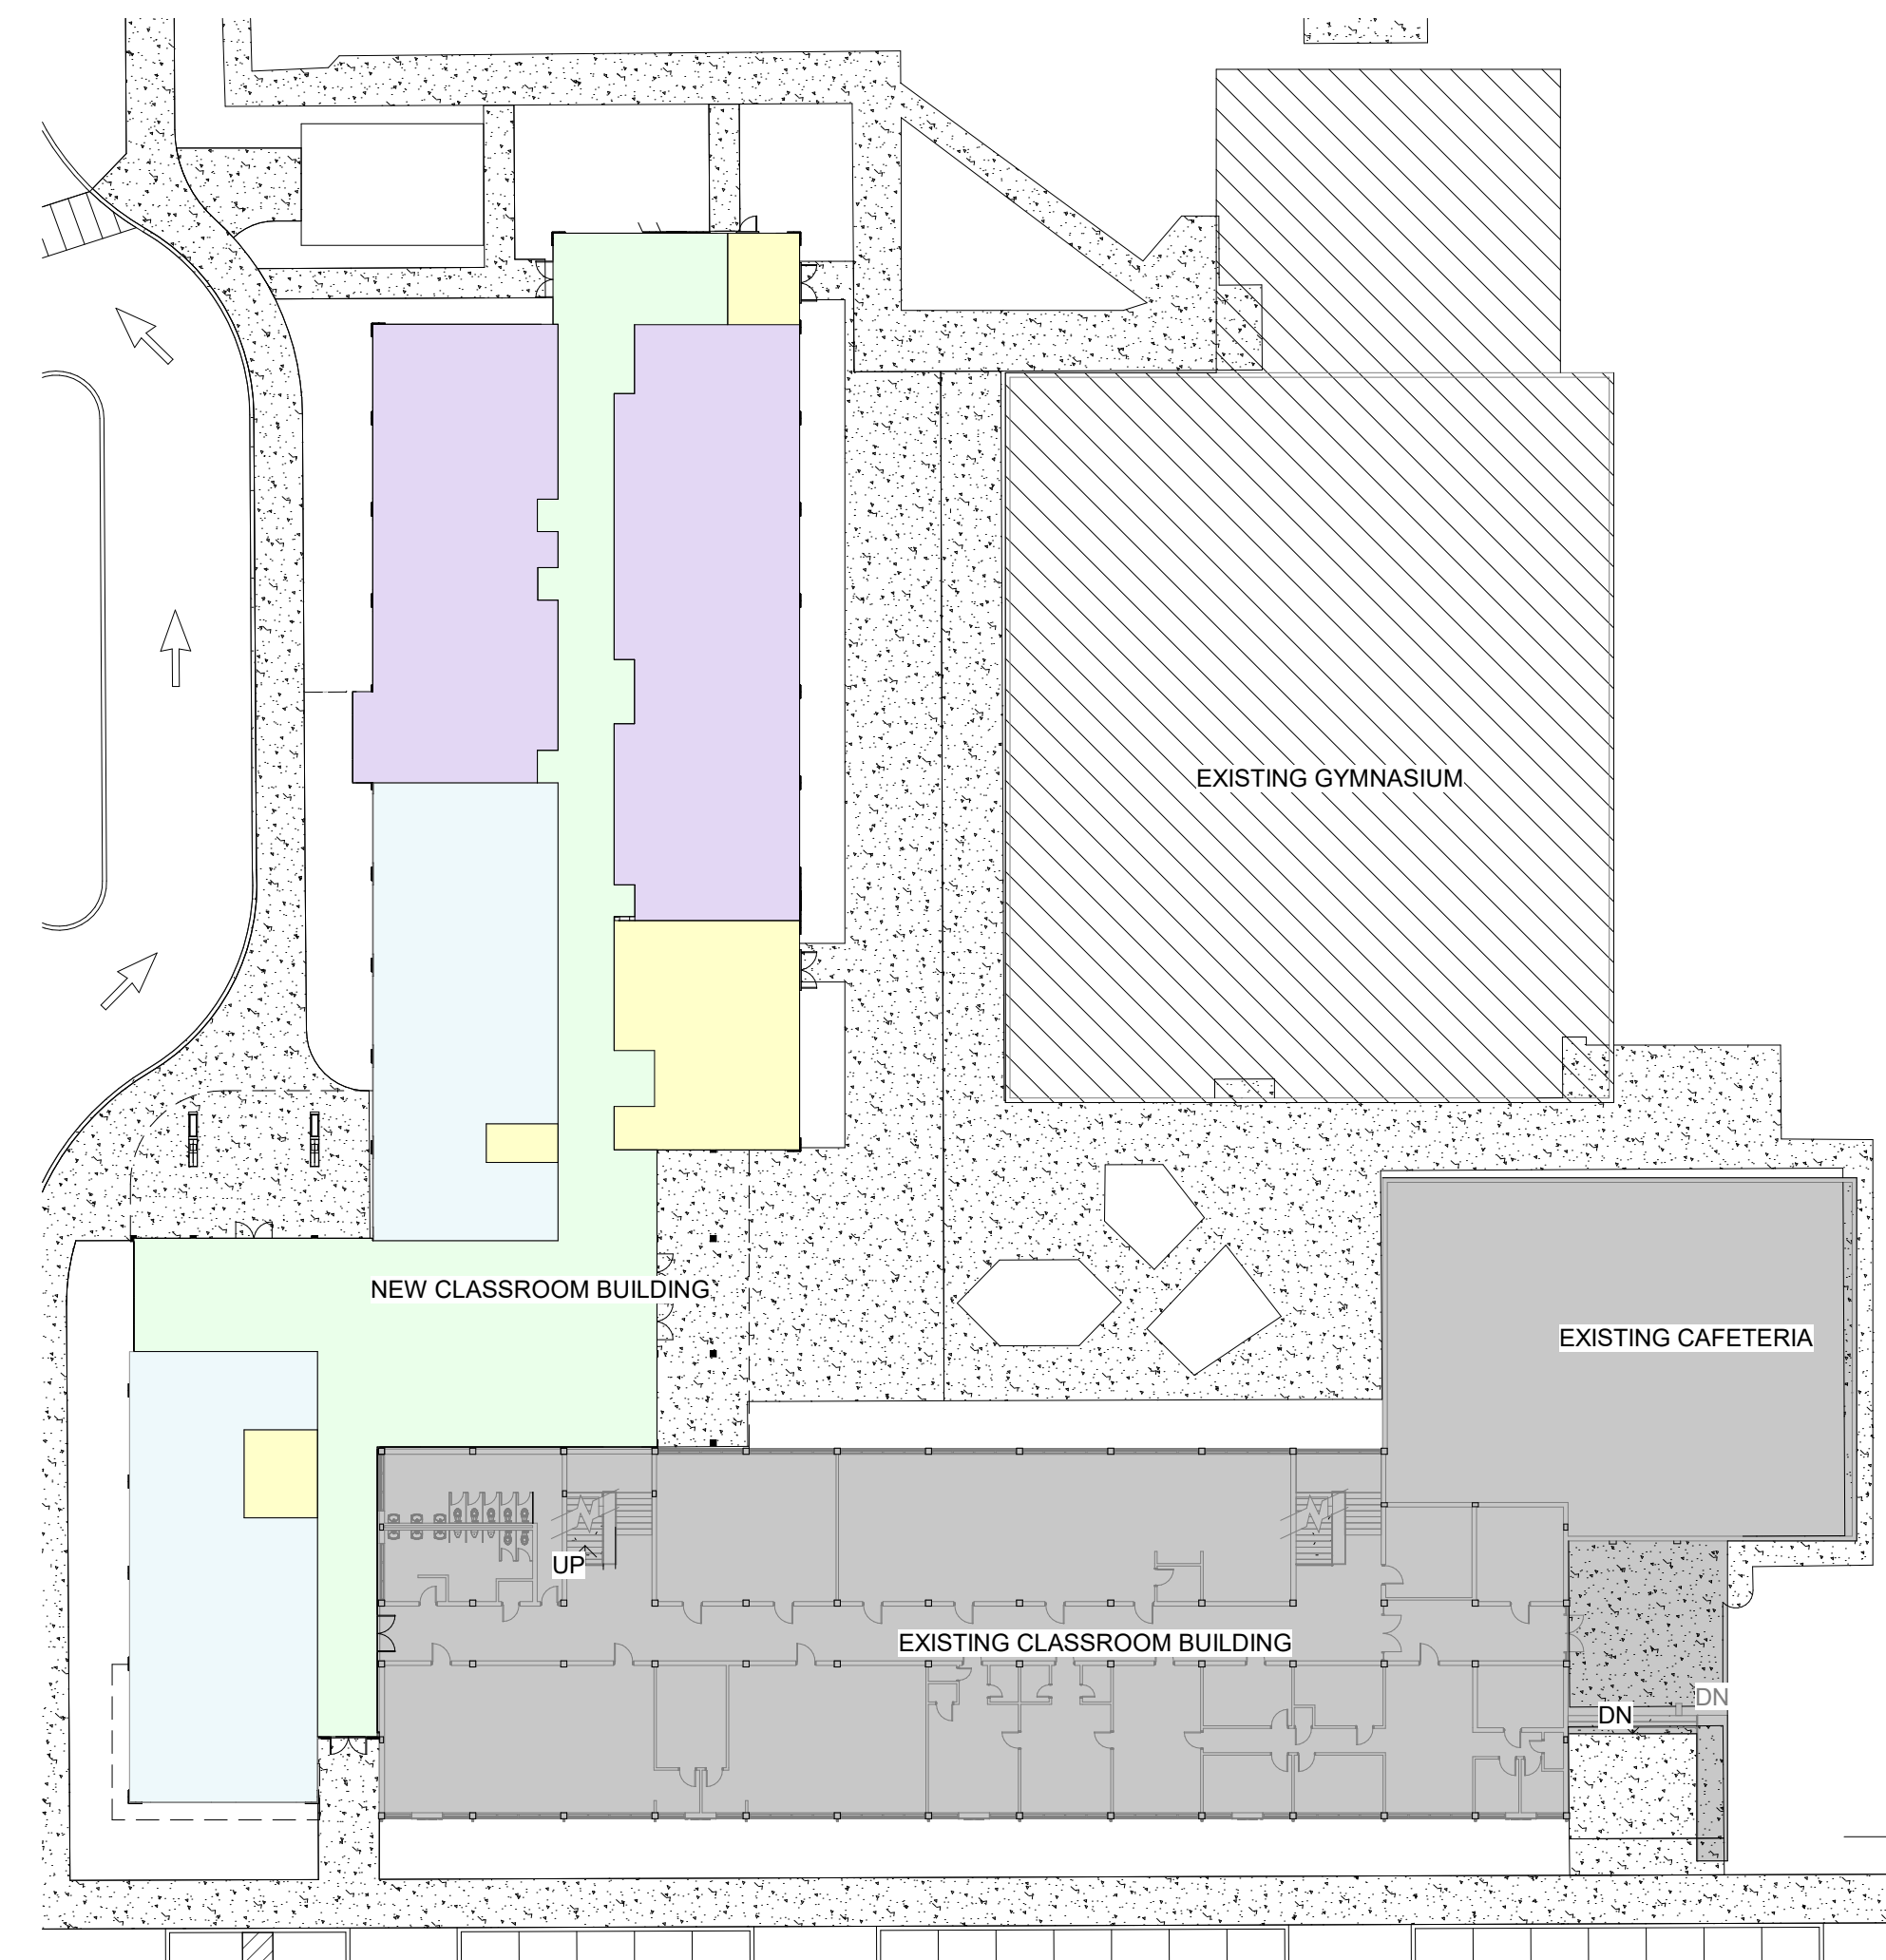 EXISTING GYMNASIUM
NEW CLASSROOM BUILDING
EXISTING CAFETERIA
UP
EXISTING CLASSROOM BUILDING
DN
DN